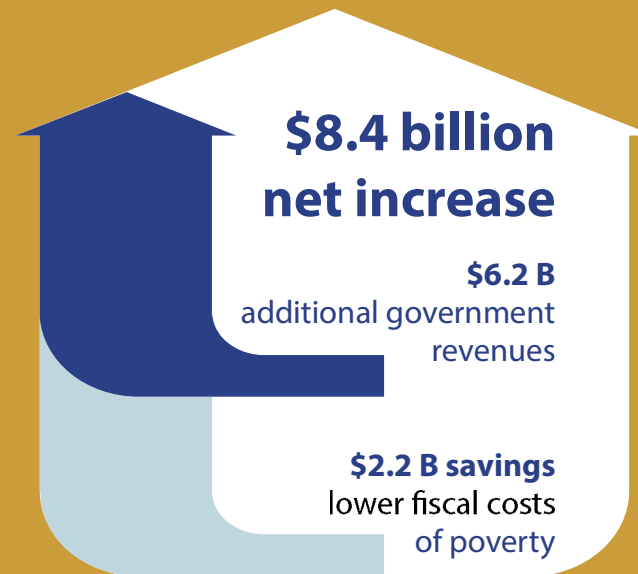 $8.4 billion
net increase
$6.2 B
additional government
revenues
$2.2 B savings
lower fiscal costs
of poverty